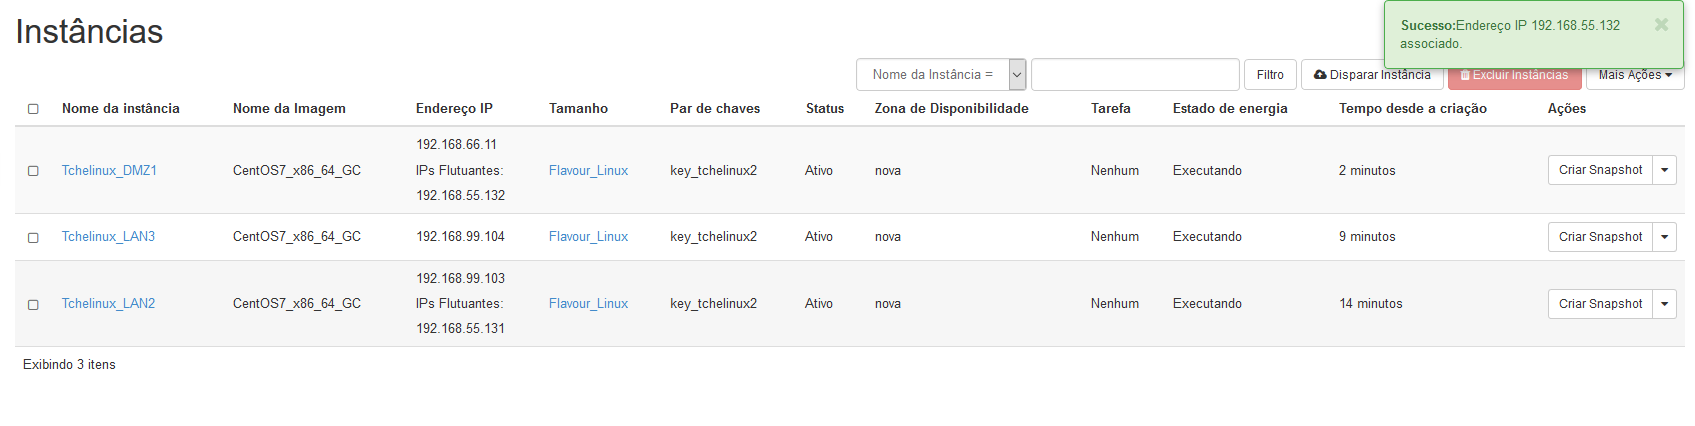 Instâncias
Sucesso:Endereço IP 192.168.55.132
associado.
Nome da Instância = Filtro Disparar Instância Excluir Instâncias Mais Ações
Nome da instância Nome da Imagem Endereço IP Tamanho Par de chaves Status Zona de Disponibilidade Tarefa Estado de energia Tempo desde a criação Ações
192.168.66.11
Tchelinux_DMZ1 CentOS7_x86_64_GC IPs Flutuantes: Flavour_Linux key_tchelinux2 Ativo nova Nenhum Executando 2 minutos Criar Snapshot
192.168.55.132
Tchelinux_LAN3 CentOS7_x86_64_GC 192.168.99.104 Flavour_Linux key_tchelinux2 Ativo nova Nenhum Executando 9 minutos Criar Snapshot
192.168.99.103
Tchelinux_LAN2 CentOS7_x86_64_GC IPs Flutuantes: Flavour_Linux key_tchelinux2 Ativo nova Nenhum Executando 14 minutos Criar Snapshot
192.168.55.131
Exibindo 3 itens